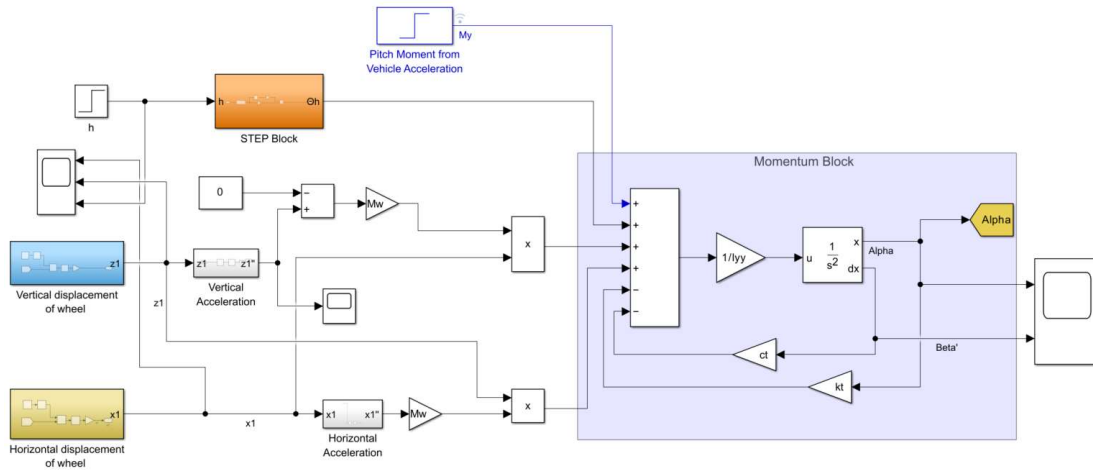 My
Pitch Moment from
Vehicle Acceleration
h
h
Θh
STEP Block
Momentum Block
0
−
+
Mw
x
+
+
+
+
−
−
1/Iyy
u
1
s²
x
dx
Alpha
Alpha
z1
Vertical displacement
of wheel
z1
z1
z1''
Vertical
Acceleration
Beta'
ct
kt
x1
Horizontal displacement
of wheel
x1
x1
x1''
Horizontal
Acceleration
Mw
x